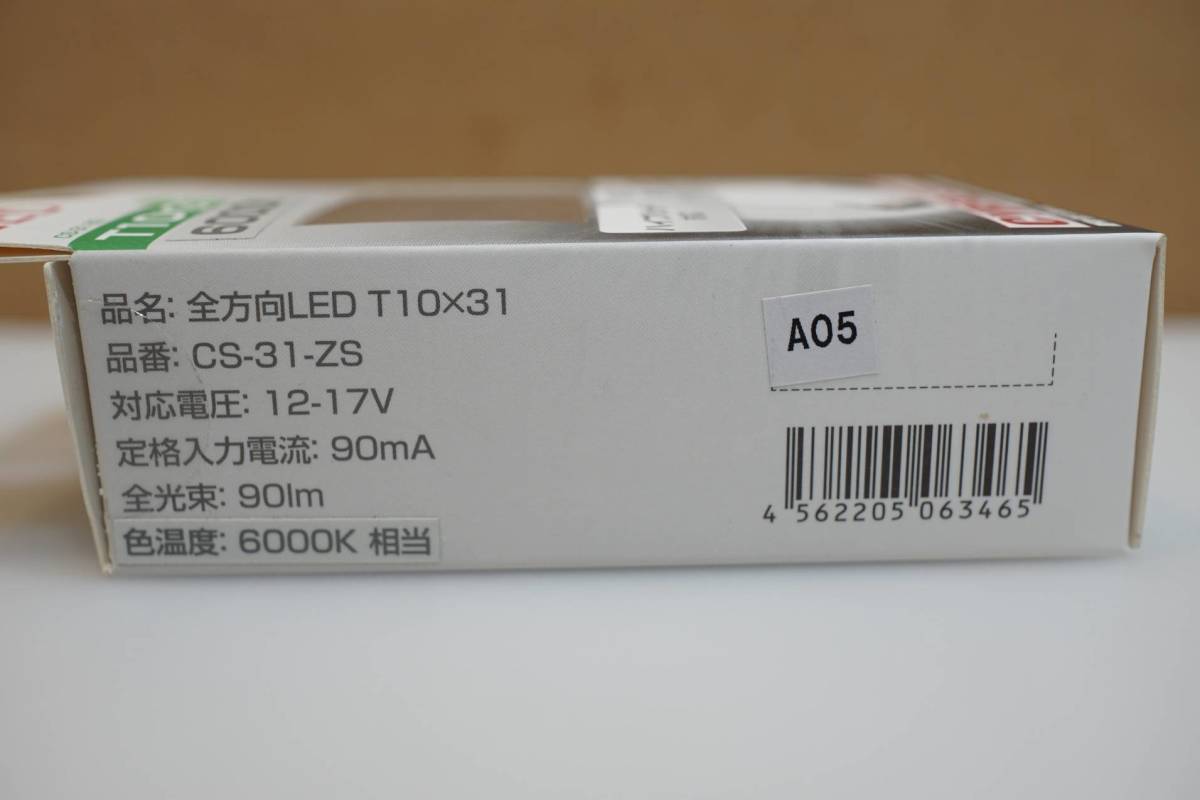 6000
品名: 全方向LED T10×31
品番: CS-31-ZS
対応電圧: 12-17V
定格入力電流: 90mA
全光束: 90lm
色温度: 6000K 相当
A05
4 562205 063465